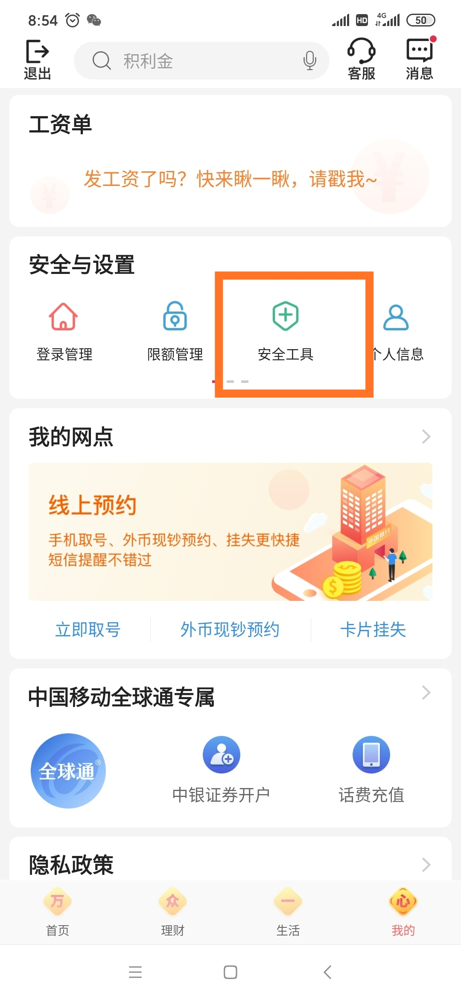 8:54
HD
4G
50
退出
积利金
客服
消息
工资单
¥
¥
发工资了吗？快来瞅一瞅，请戳我~
安全与设置
登录管理
限额管理
安全工具
个人信息
我的网点
线上预约
手机取号、外币现钞预约、挂失更快捷
短信提醒不错过
中国银行
$
立即取号
外币现钞预约
卡片挂失
中国移动全球通专属
全球通®
中银证券开户
话费充值
隐私政策
万
众
一
心
首页
理财
生活
我的